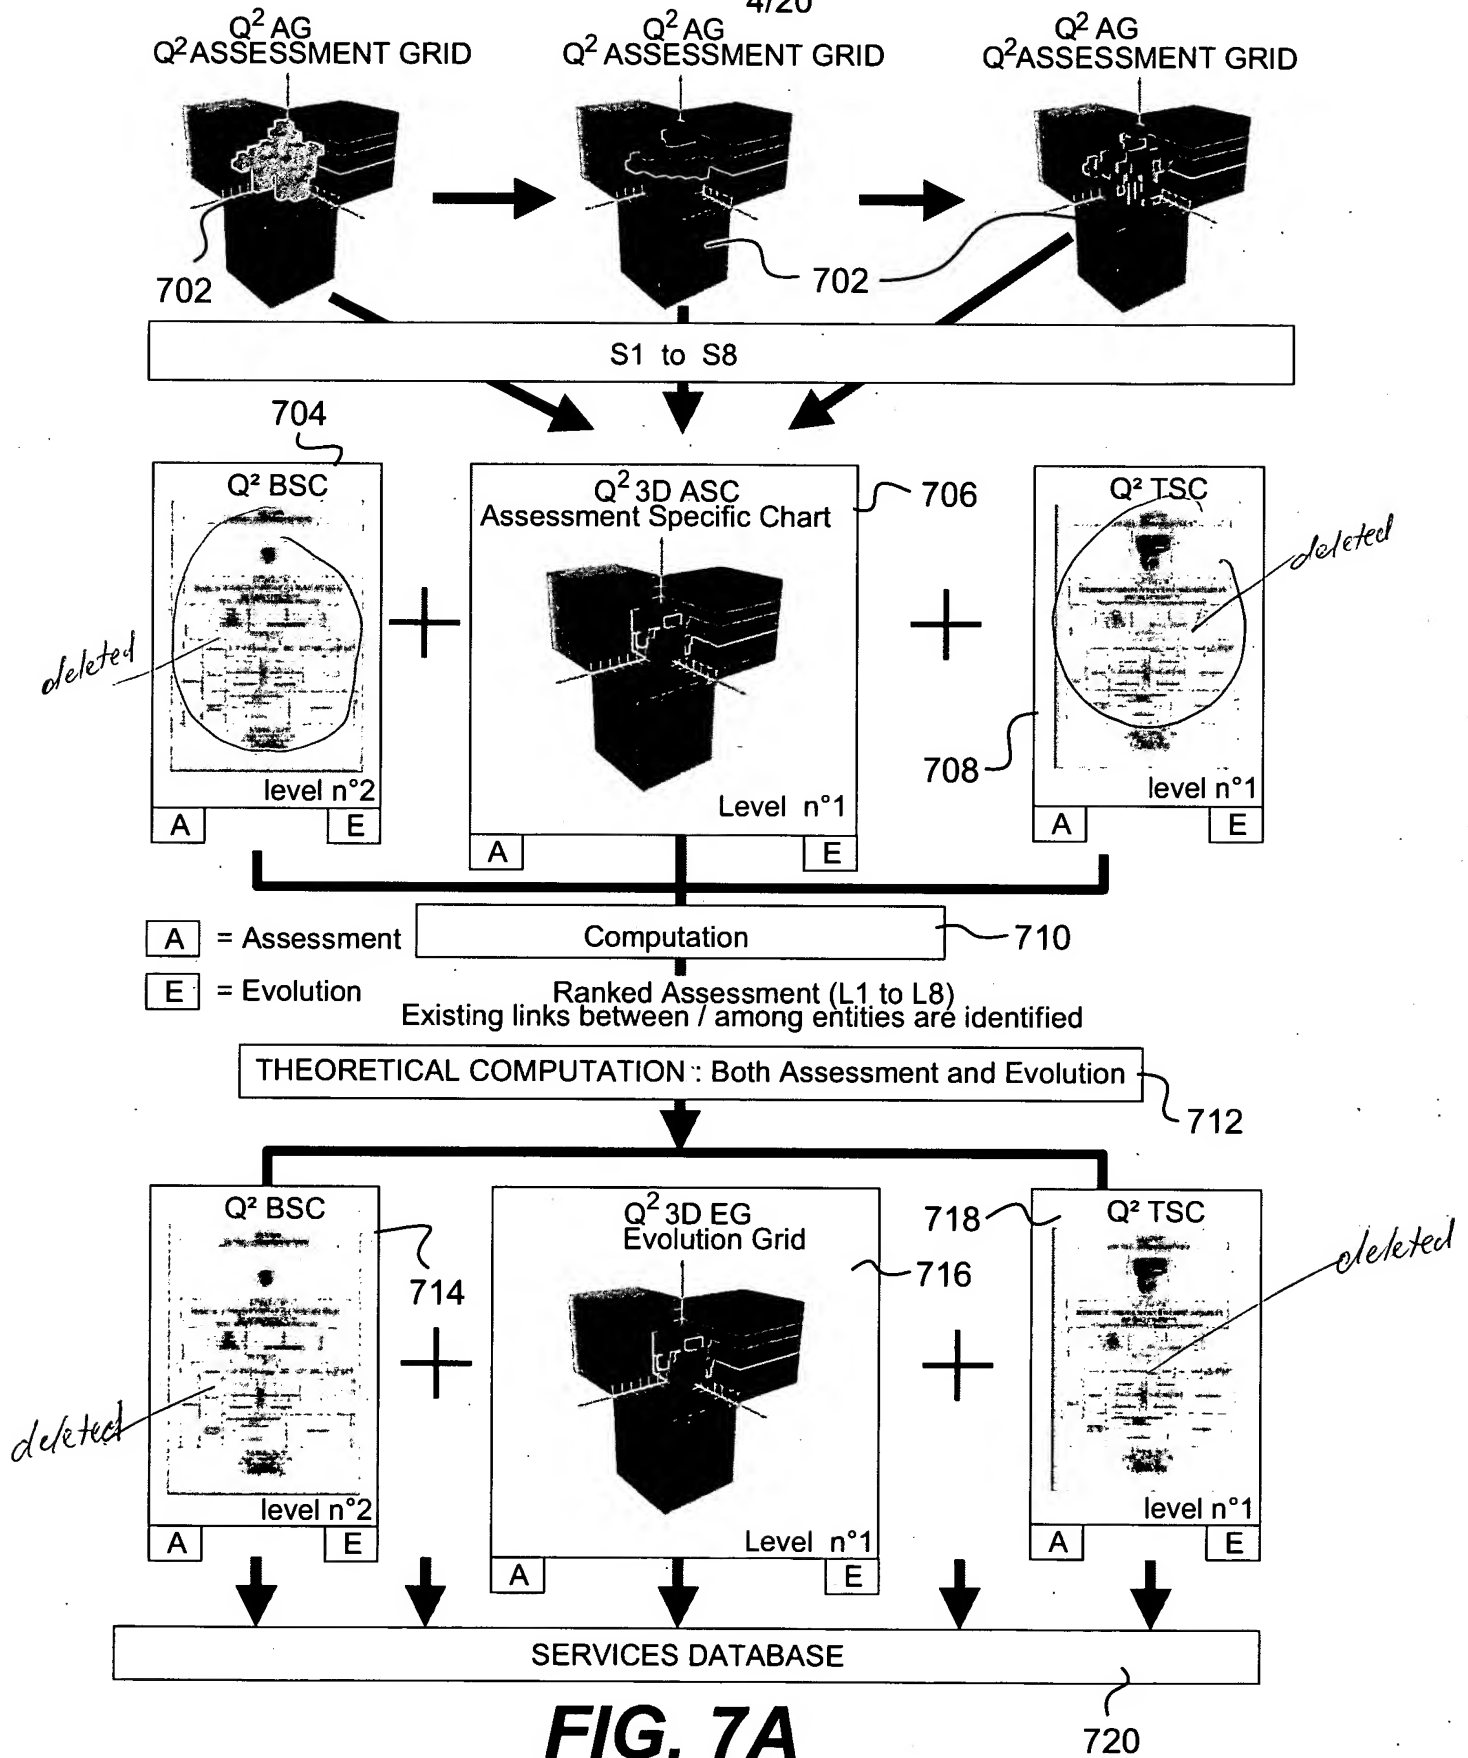 4/20
Q² AG
Q² ASSESSMENT GRID
Q² AG
Q² ASSESSMENT GRID
Q² AG
Q² ASSESSMENT GRID
702
702
S1 to S8
704
Q² BSC
deleted
level n°2
A
E
Q² 3D ASC
Assessment Specific Chart
706
Level n°1
A
E
Q² TSC
deleted
708
level n°1
A
E
A = Assessment
E = Evolution
Computation
710
Ranked Assessment (L1 to L8)
Existing links between / among entities are identified
THEORETICAL COMPUTATION : Both Assessment and Evolution
712
Q² BSC
714
deleted
level n°2
A
E
Q² 3D EG
Evolution Grid
716
Level n°1
A
E
718
Q² TSC
deleted
level n°1
A
E
SERVICES DATABASE
720
FIG. 7A